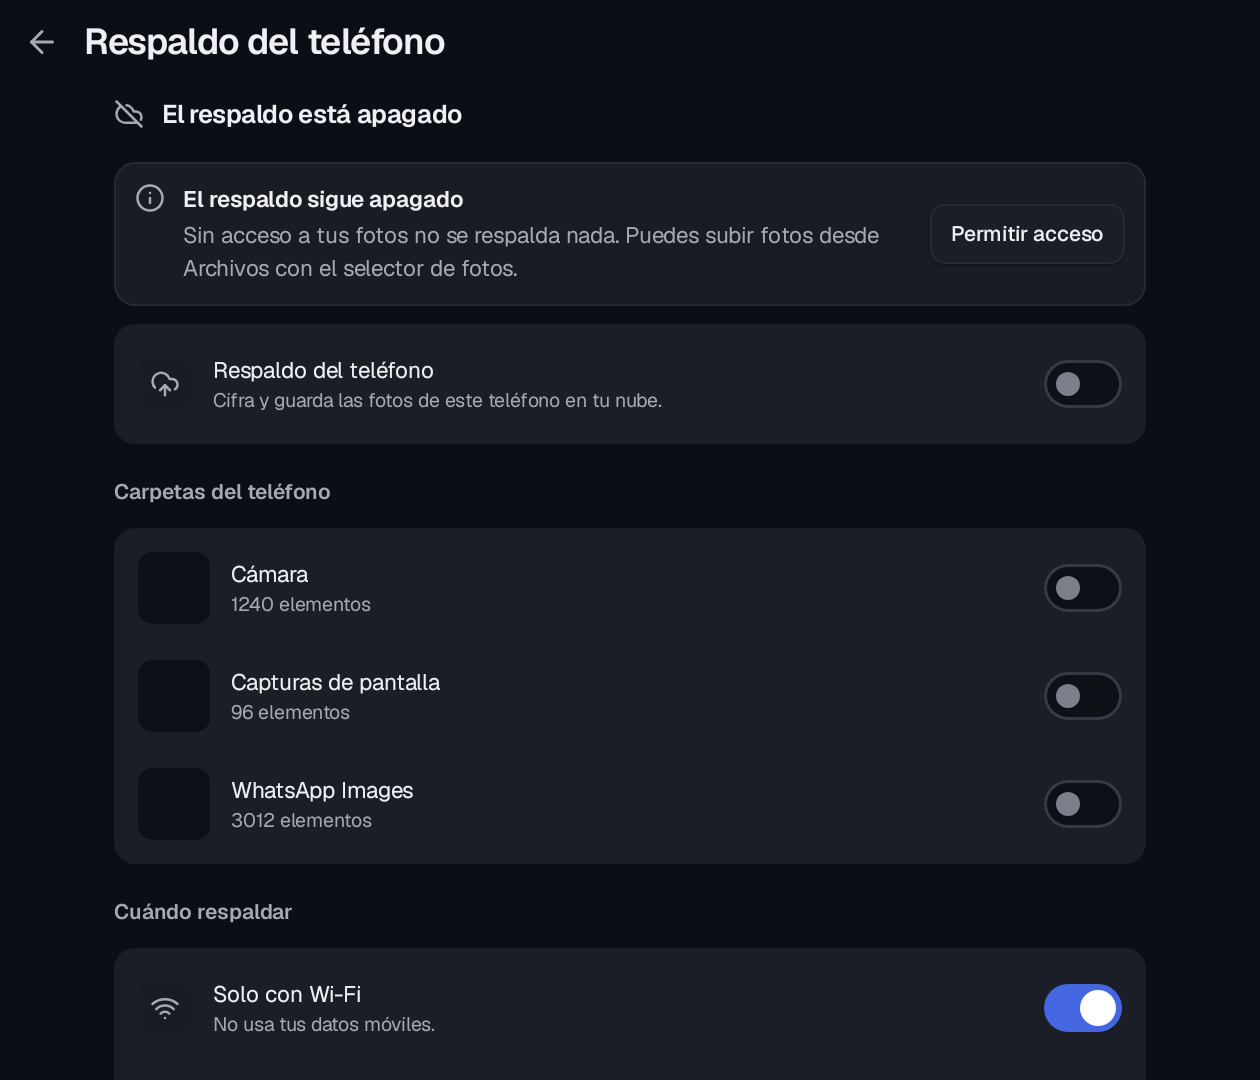 Respaldo del teléfono
El respaldo está apagado
El respaldo sigue apagado
Sin acceso a tus fotos no se respalda nada. Puedes subir fotos desde
Archivos con el selector de fotos.
Permitir acceso
Respaldo del teléfono
Cifra y guarda las fotos de este teléfono en tu nube.
Carpetas del teléfono
Cámara
1240 elementos
Capturas de pantalla
96 elementos
WhatsApp Images
3012 elementos
Cuándo respaldar
Solo con Wi-Fi
No usa tus datos móviles.